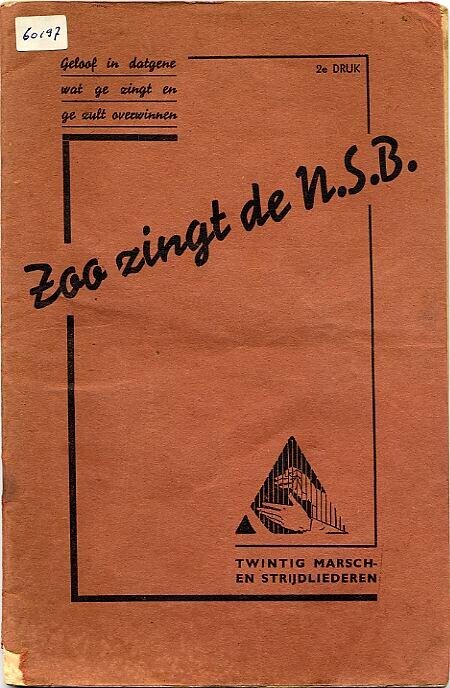 60197
Geloof in datgene
wat ge zingt en
ge zult overwinnen
2e DRUK
Zoo zingt de N.S.B.
TWINTIG MARSCH-
EN STRIJDLIEDEREN